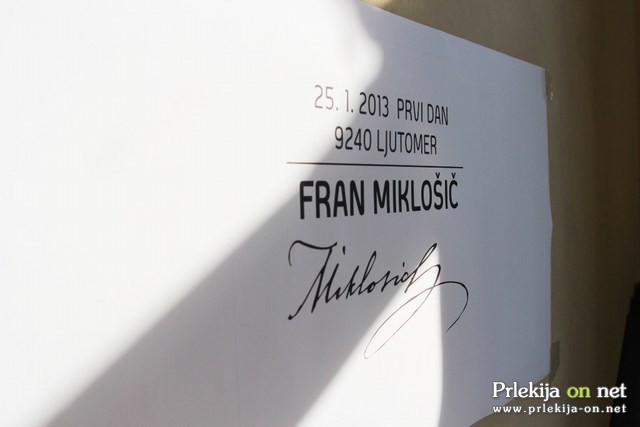 25. 1. 2013 PRVI DAN
9240 LJUTOMER
FRAN MIKLOŠIČ
Miklosich
Prlekija on net
www.prlekija-on.net